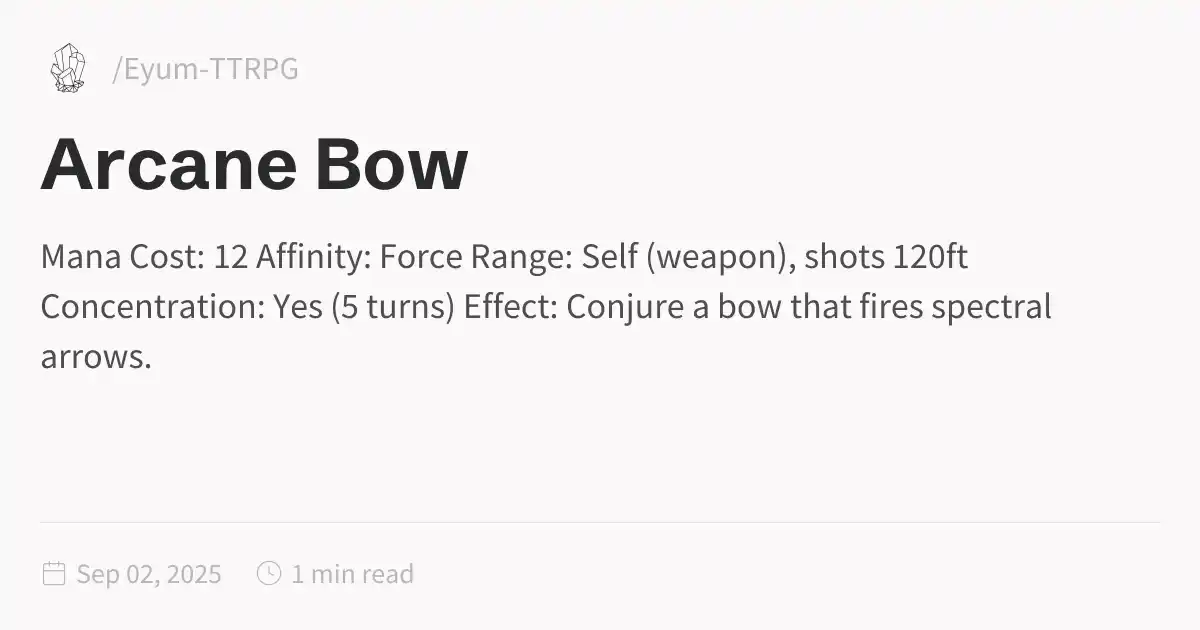 /Eyum-TTRPG
Arcane Bow
Mana Cost: 12 Affinity: Force Range: Self (weapon), shots 120ft
Concentration: Yes (5 turns) Effect: Conjure a bow that fires spectral
arrows.
Sep 02, 2025 1 min read